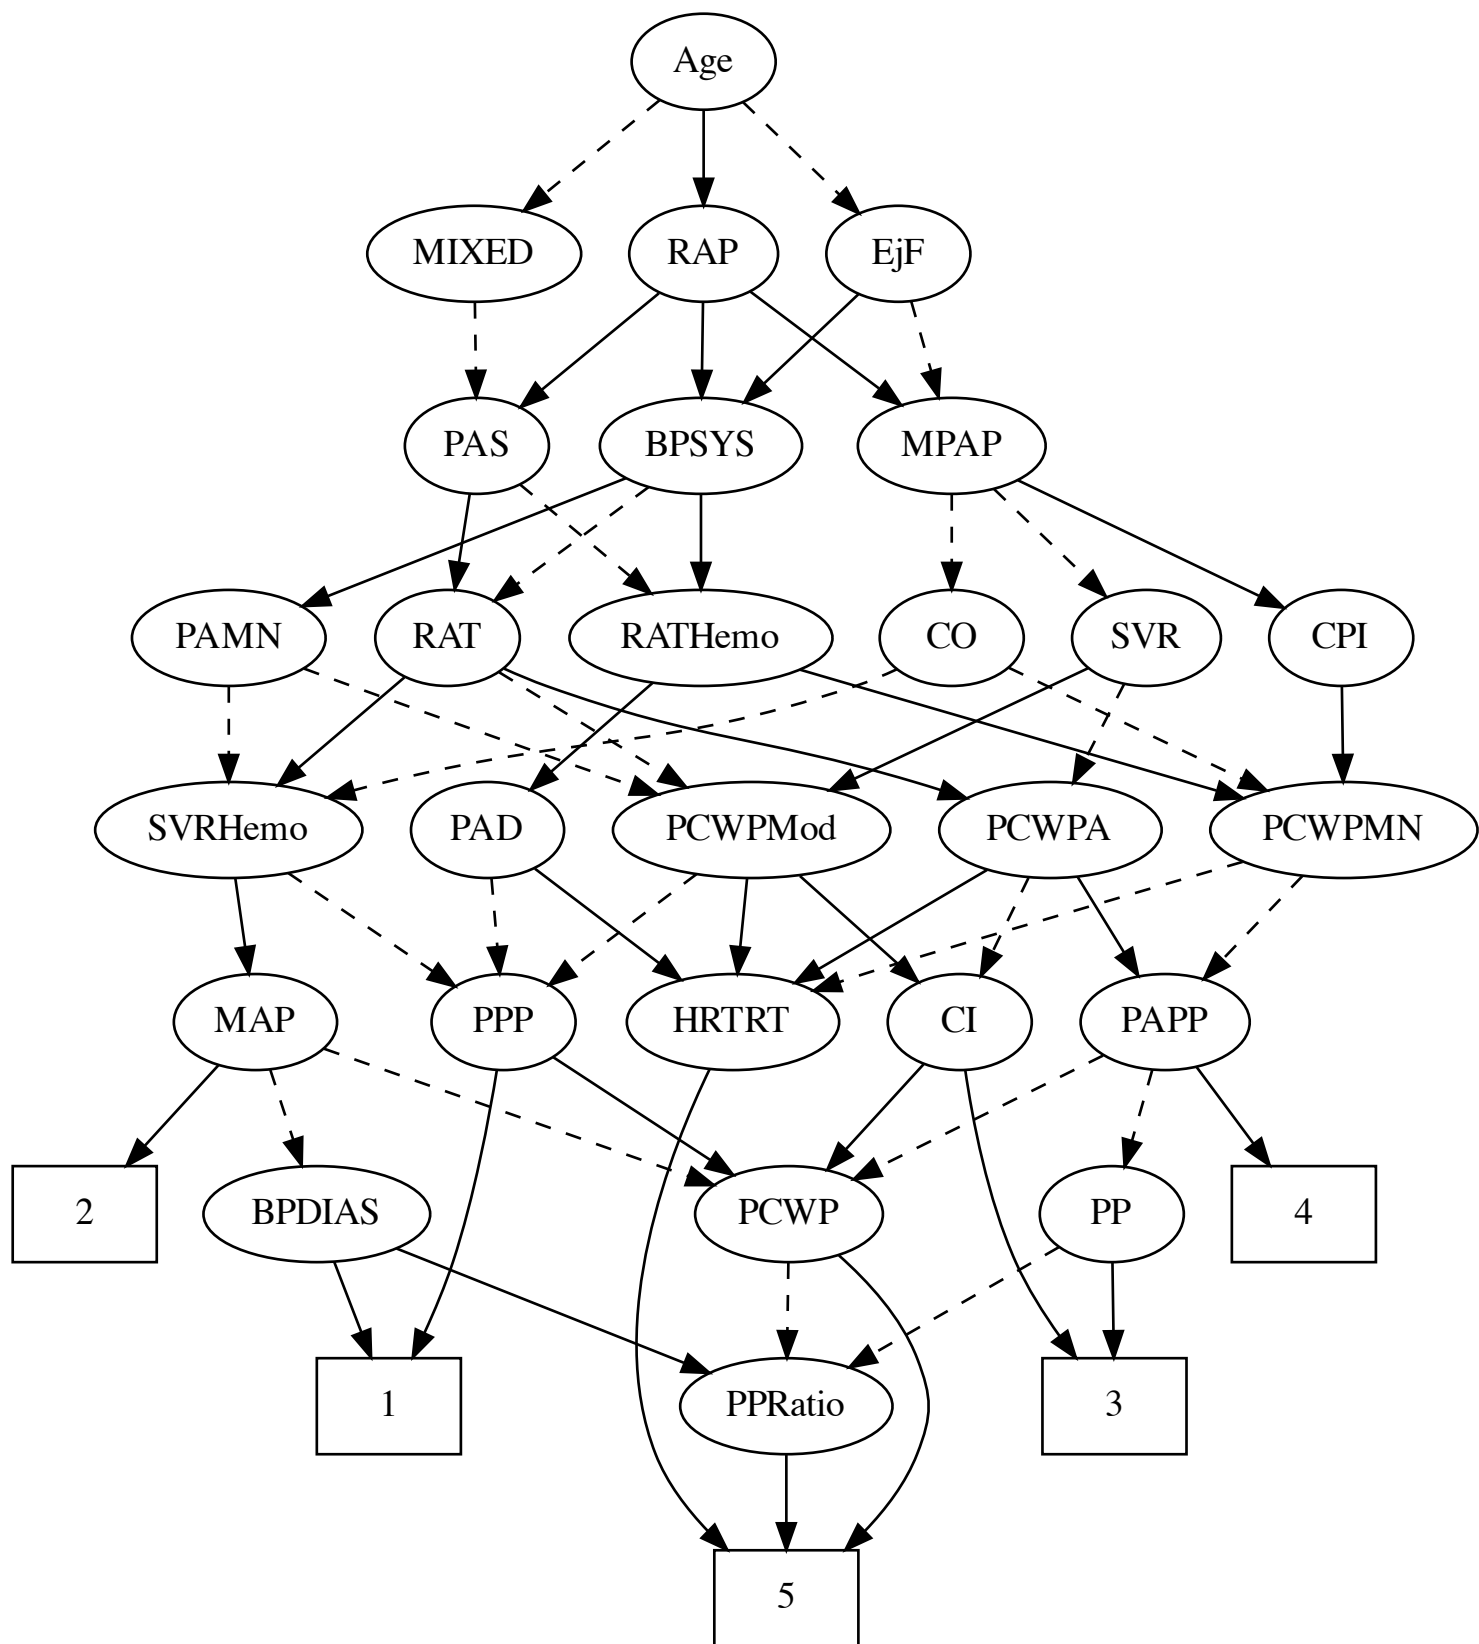 Age
MIXED
RAP
EjF
PAS
BPSYS
MPAP
PAMN
RAT
RATHemo
CO
SVR
CPI
SVRHemo
PAD
PCWPMod
PCWPA
PCWPMN
MAP
PPP
HRTRT
CI
PAPP
2
BPDIAS
PCWP
PP
4
1
PPRatio
3
5